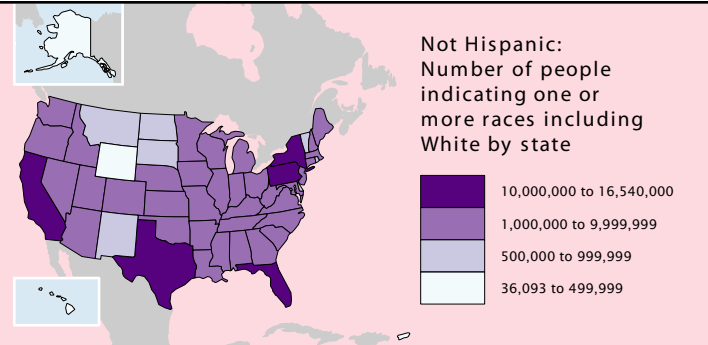 Not Hispanic:
Number of people
indicating one or
more races including
White by state
10,000,000 to 16,540,000
1,000,000 to 9,999,999
500,000 to 999,999
36,093 to 499,999